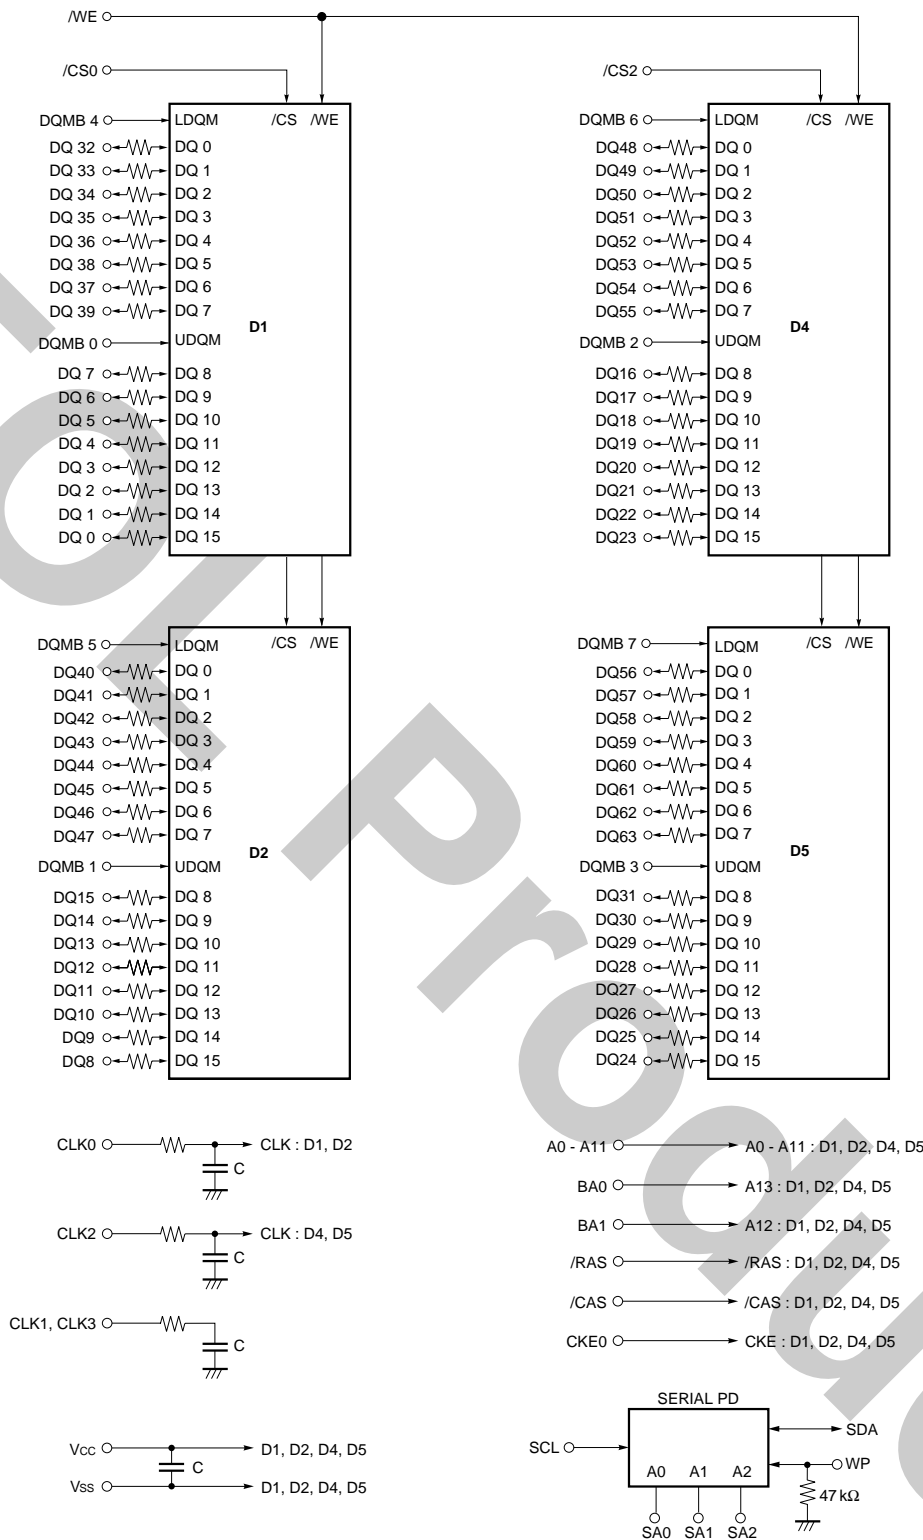 /WE
/CS0
/CS2
DQMB 4 LDQM /CS /WE
DQ 32 DQ 0
DQ 33 DQ 1
DQ 34 DQ 2
DQ 35 DQ 3
DQ 36 DQ 4
DQ 38 DQ 5
DQ 37 DQ 6
DQ 39 DQ 7
D1
DQMB 0 UDQM
DQ 7 DQ 8
DQ 6 DQ 9
DQ 5 DQ 10
DQ 4 DQ 11
DQ 3 DQ 12
DQ 2 DQ 13
DQ 1 DQ 14
DQ 0 DQ 15
DQMB 6 LDQM /CS /WE
DQ48 DQ 0
DQ49 DQ 1
DQ50 DQ 2
DQ51 DQ 3
DQ52 DQ 4
DQ53 DQ 5
DQ54 DQ 6
DQ55 DQ 7
D4
DQMB 2 UDQM
DQ16 DQ 8
DQ17 DQ 9
DQ18 DQ 10
DQ19 DQ 11
DQ20 DQ 12
DQ21 DQ 13
DQ22 DQ 14
DQ23 DQ 15
DQMB 5 LDQM /CS /WE
DQ40 DQ 0
DQ41 DQ 1
DQ42 DQ 2
DQ43 DQ 3
DQ44 DQ 4
DQ45 DQ 5
DQ46 DQ 6
DQ47 DQ 7
D2
DQMB 1 UDQM
DQ15 DQ 8
DQ14 DQ 9
DQ13 DQ 10
DQ12 DQ 11
DQ11 DQ 12
DQ10 DQ 13
DQ9 DQ 14
DQ8 DQ 15
DQMB 7 LDQM /CS /WE
DQ56 DQ 0
DQ57 DQ 1
DQ58 DQ 2
DQ59 DQ 3
DQ60 DQ 4
DQ61 DQ 5
DQ62 DQ 6
DQ63 DQ 7
D5
DQMB 3 UDQM
DQ31 DQ 8
DQ30 DQ 9
DQ29 DQ 10
DQ28 DQ 11
DQ27 DQ 12
DQ26 DQ 13
DQ25 DQ 14
DQ24 DQ 15
CLK0 CLK : D1, D2
C
CLK2 CLK : D4, D5
C
CLK1, CLK3
C
Vcc D1, D2, D4, D5
C
Vss D1, D2, D4, D5
A0 - A11 A0 - A11 : D1, D2, D4, D5
BA0 A13 : D1, D2, D4, D5
BA1 A12 : D1, D2, D4, D5
/RAS /RAS : D1, D2, D4, D5
/CAS /CAS : D1, D2, D4, D5
CKE0 CKE : D1, D2, D4, D5
SERIAL PD
SCL SDA
WP
A0 A1 A2
47 kΩ
SA0 SA1 SA2